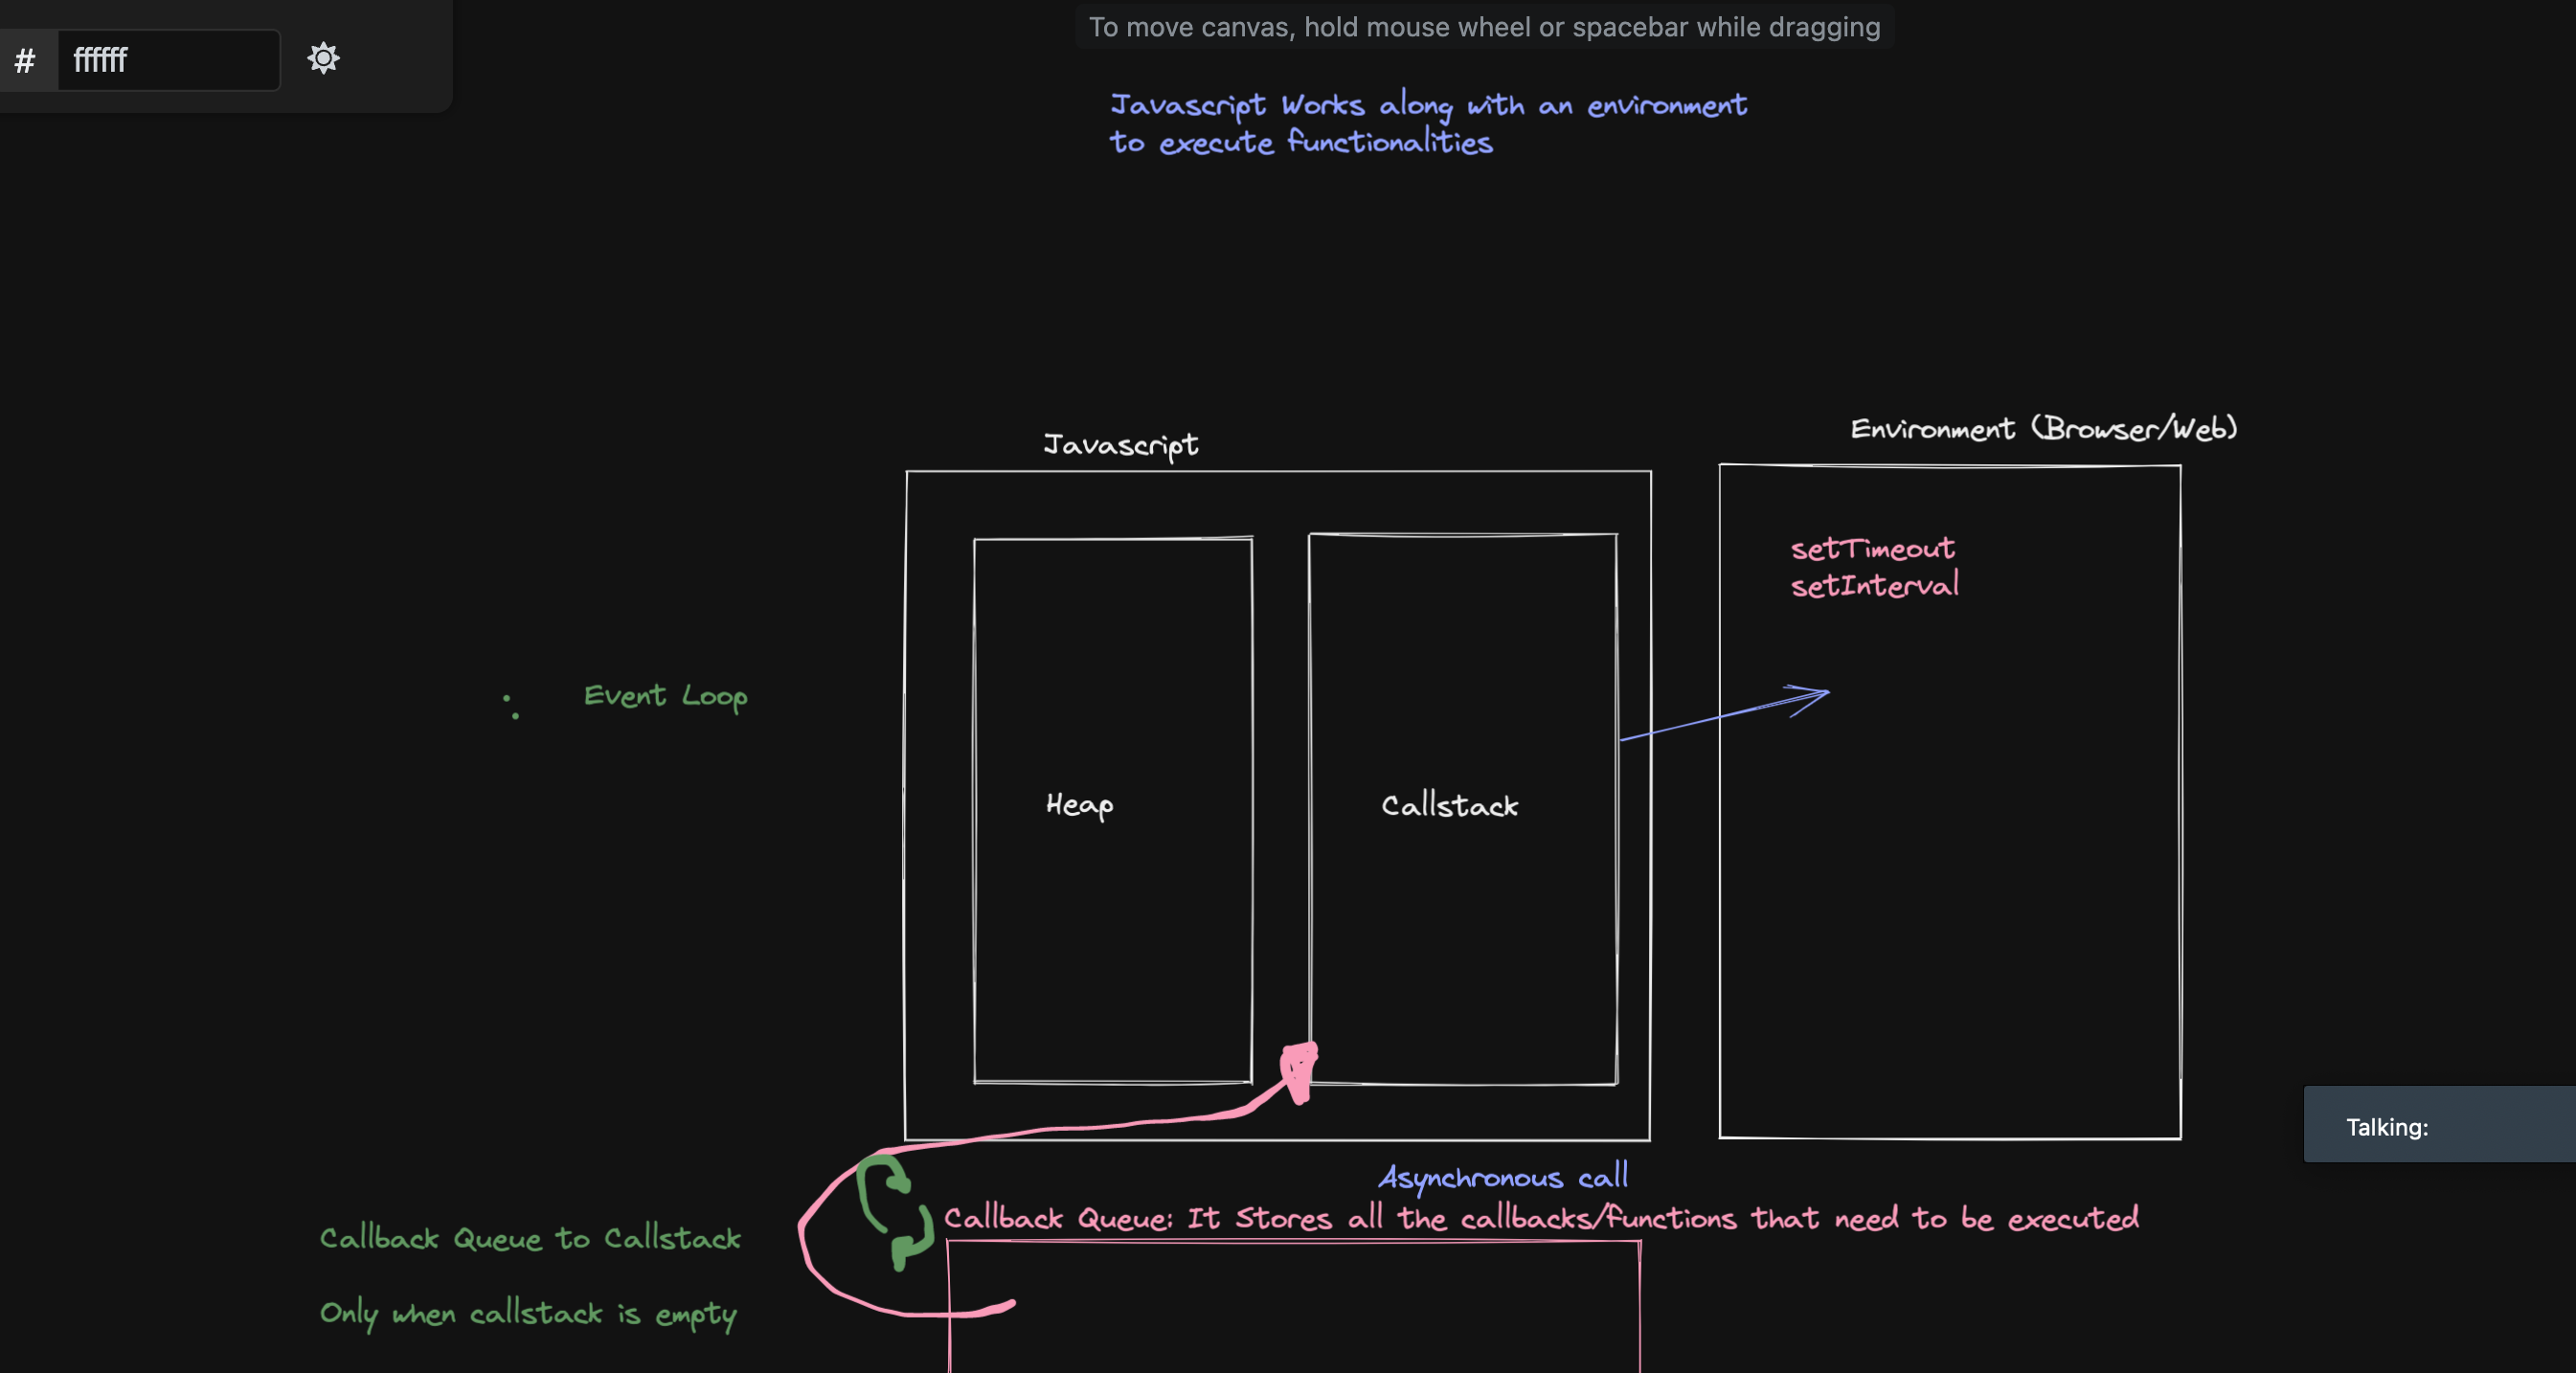 # ffffff
To move canvas, hold mouse wheel or spacebar while dragging
Javascript Works along with an environment
to execute functionalities
Javascript
Environment (Browser/Web)
setTimeout
setInterval
Event Loop
Heap
Callstack
Talking:
Asynchronous call
Callback Queue: It Stores all the callbacks/functions that need to be executed
Callback Queue to Callstack
Only when callstack is empty